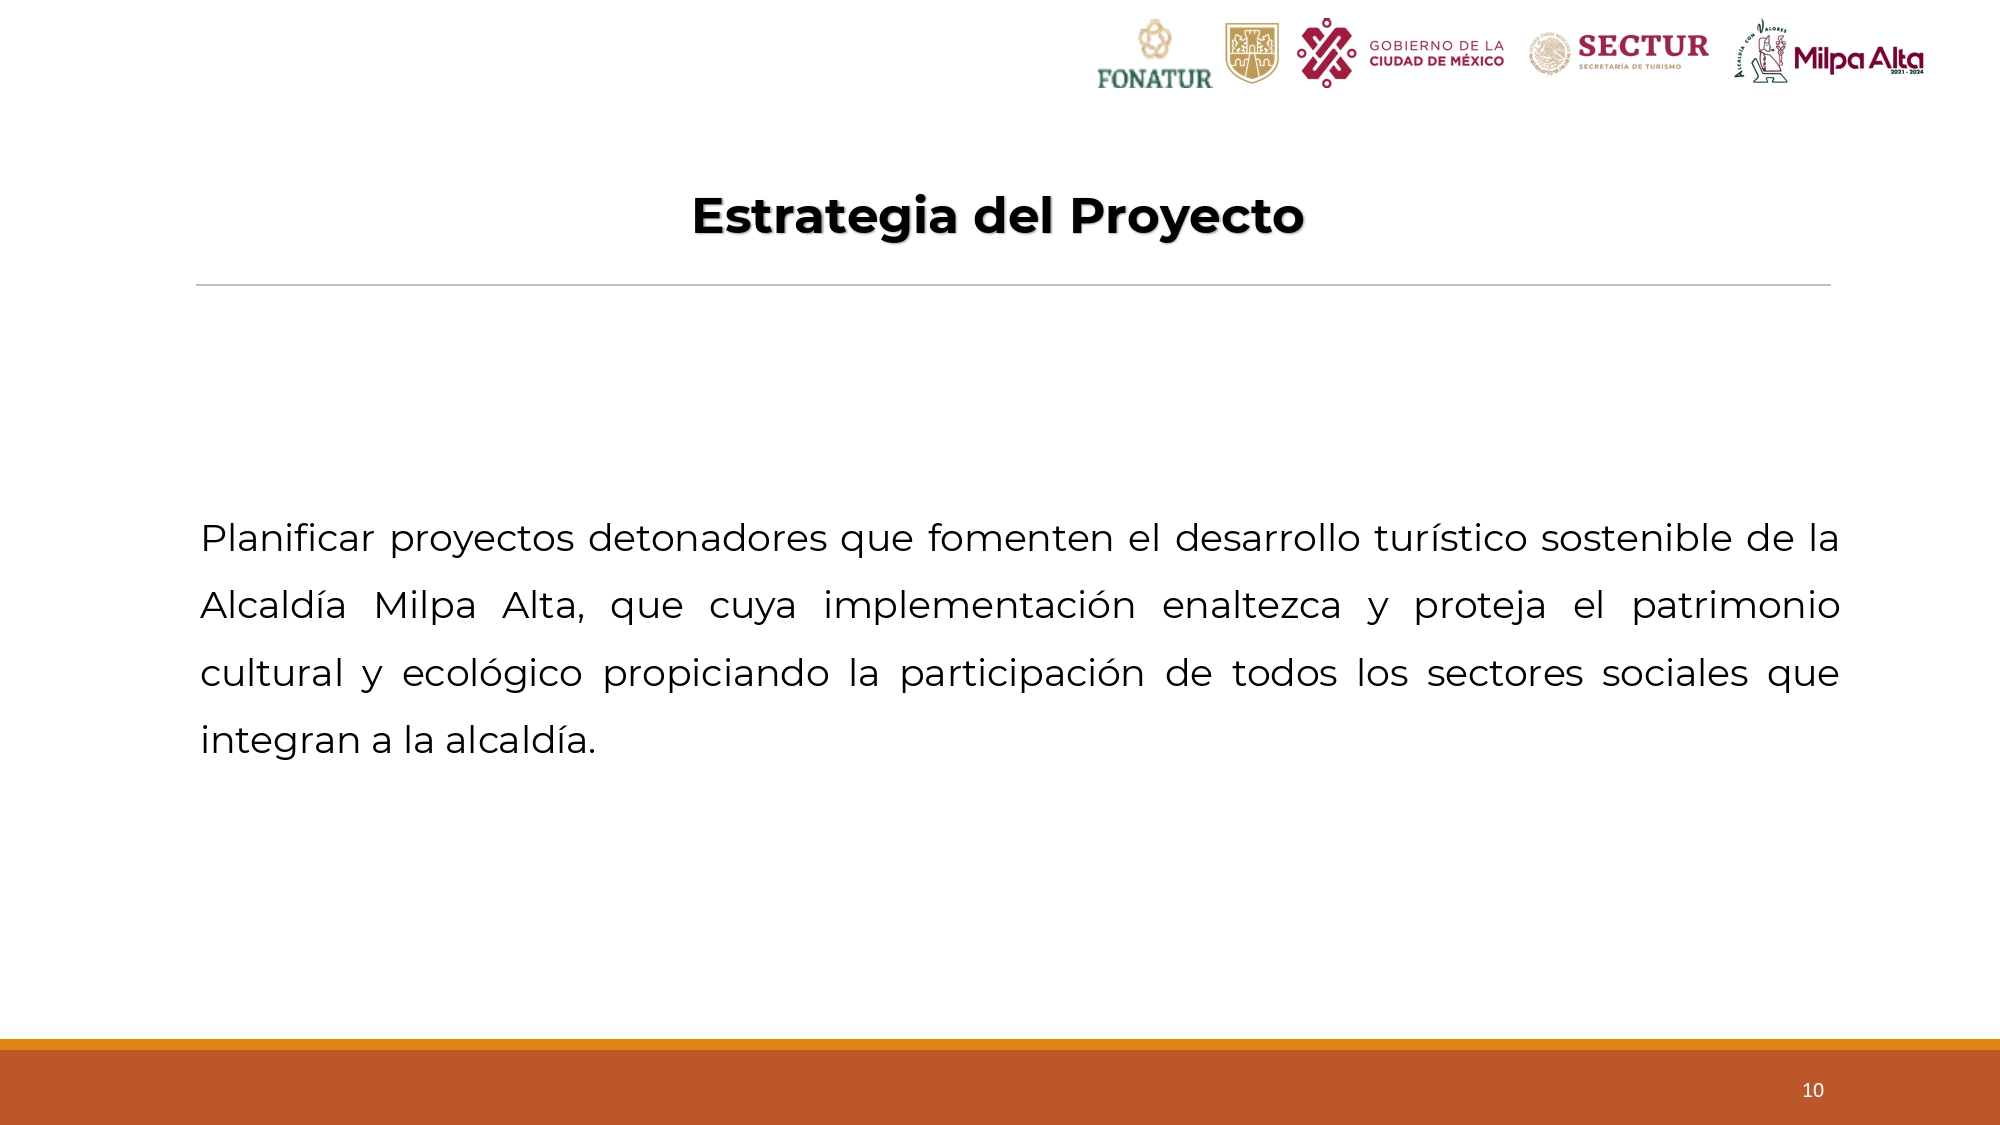 FONATUR
GOBIERNO DE LA
CIUDAD DE MÉXICO
SECTUR
SECRETARÍA DE TURISMO
ALCALDÍA CON VALORES
Milpa Alta
2021 - 2024
Estrategia del Proyecto
Planificar proyectos detonadores que fomenten el desarrollo turístico sostenible de la
Alcaldía Milpa Alta, que cuya implementación enaltezca y proteja el patrimonio
cultural y ecológico propiciando la participación de todos los sectores sociales que
integran a la alcaldía.
10